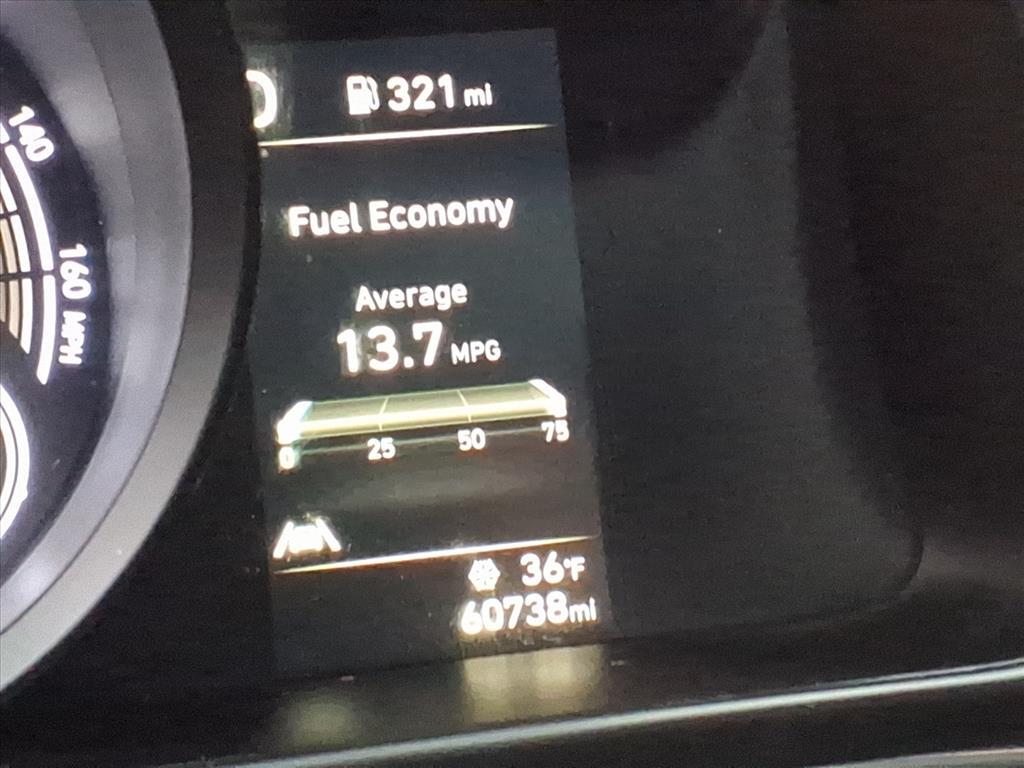 140
160 MPH
321 mi
Fuel Economy
Average
13.7 MPG
0 25 50 75
36°F
60738mi